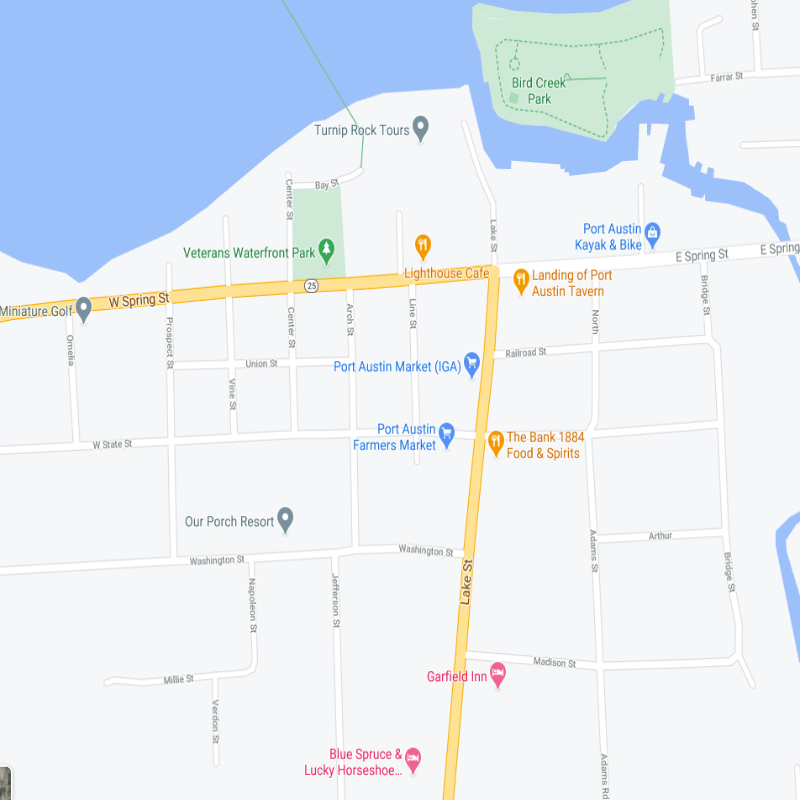 phen St
Farrar St
Bird Creek
Park
Turnip Rock Tours
Bay St
Center St
Lake St
Port Austin
Kayak & Bike
Veterans Waterfront Park
E Spring St
E Spring
Lighthouse Cafe
Landing of Port
Austin Tavern
25
W Spring St
Miniature Golf
Bridge St
Omelia
Prospect St
Center St
Arch St
Line St
North
Railroad St
Union St
Port Austin Market (IGA)
Vine St
Port Austin
Farmers Market
The Bank 1884
Food & Spirits
W State St
Our Porch Resort
Washington St
Washington St
Arthur
Adams St
Bridge St
Lake St
Napoleon St
Jefferson St
Madison St
Garfield Inn
Millie St
Verdon St
Blue Spruce &
Lucky Horseshoe...
Adams Rd